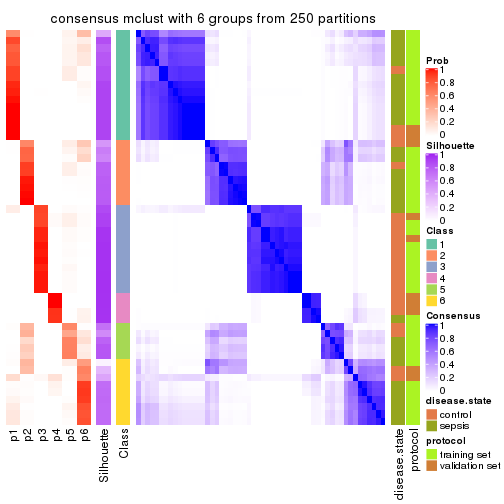 consensus mclust with 6 groups from 250 partitions
p1
p2
p3
p4
p5
p6
Silhouette
Class
disease.state
protocol
Prob
1
0.8
0.6
0.4
0.2
0
Silhouette
1
0.8
0.6
0.4
0.2
0
Class
1
2
3
4
5
6
Consensus
1
0.8
0.6
0.4
0.2
0
disease.state
control
sepsis
protocol
training set
validation set